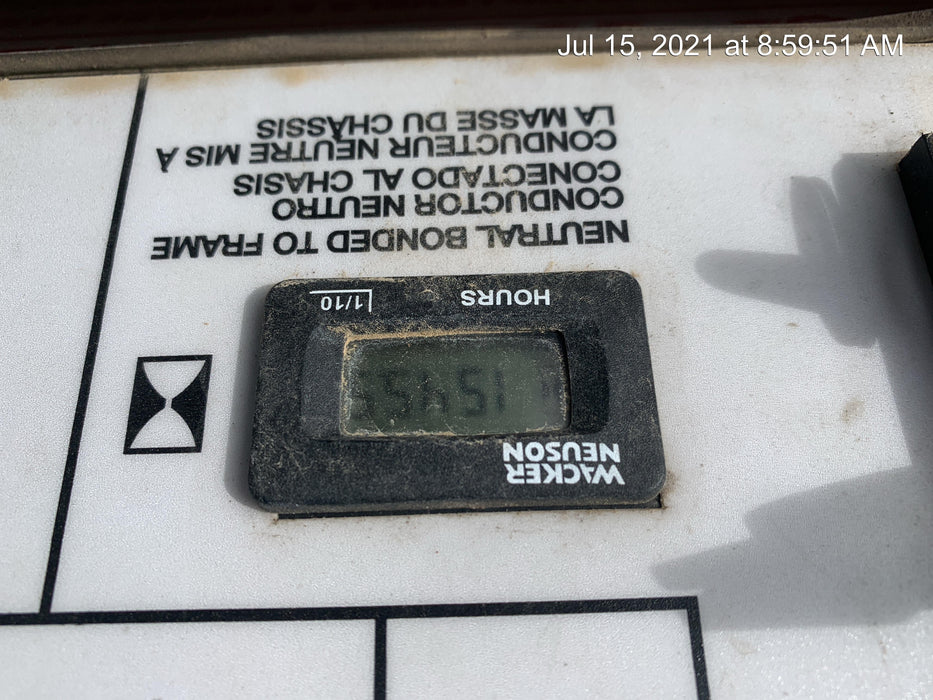 Jul 15, 2021 at 8:59:51 AM
WACKER
NEUSON
HOURS 1/10
NEUTRAL BONDED TO FRAME
CONDUCTOR NEUTRO
CONECTADO AL CHASIS
CONDUCTEUR NEUTRE MIS À
LA MASSE DU CHÂSSIS